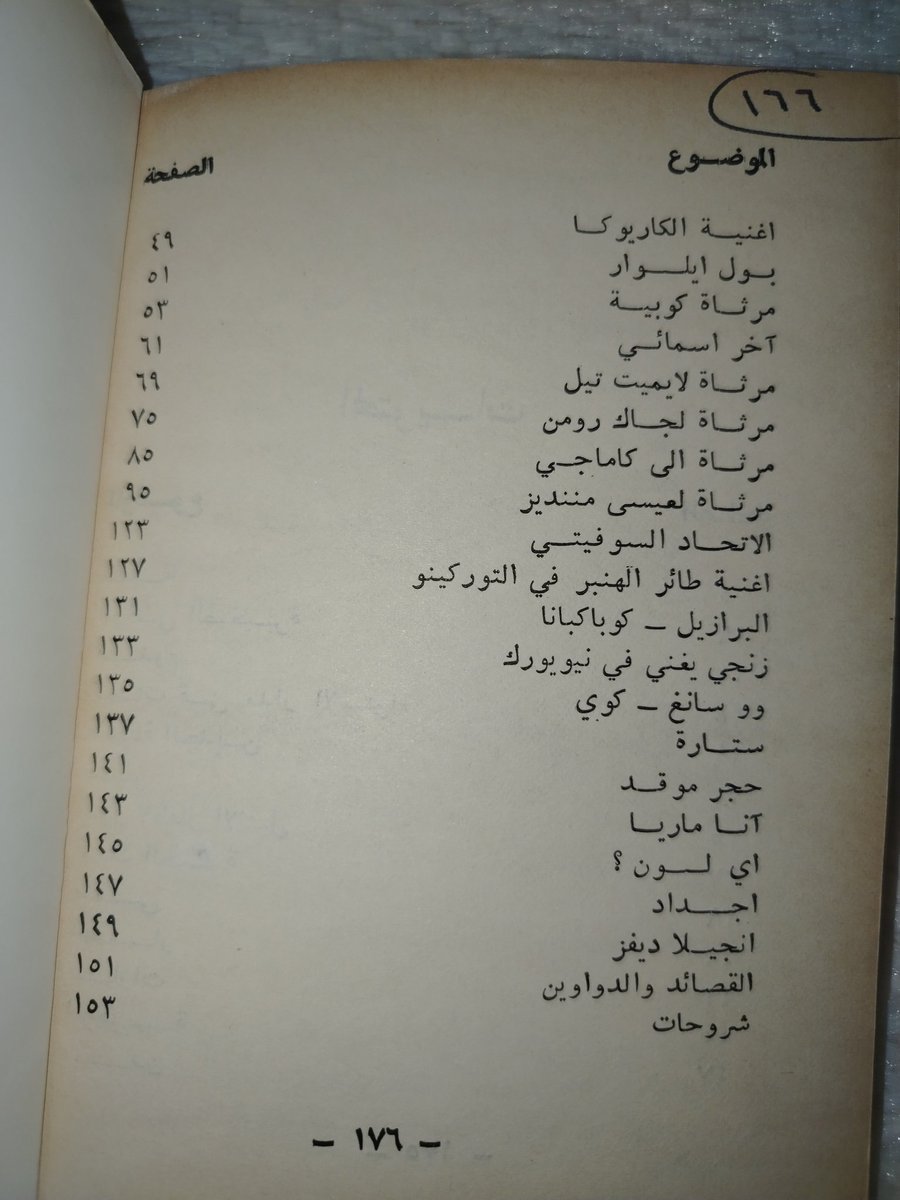 ١٦٦
الموضوع الصفحة
اغنية الكاريوكا ٤٩
بول ايلوار ٥١
مرثاة كوبية ٥٣
آخر اسمائي ٦١
مرثاة لايميت تيل ٦٩
مرثاة لجاك رومن ٧٥
مرثاة الى كاماجي ٨٥
مرثاة لعيسى منتديز ٩٥
الاتحاد السوفيتي ١٢٣
اغنية طائر الهنبر في التوركينو ١٢٧
البرازيل – كوباكبانا ١٣١
زنجي يغني في نيويورك ١٣٣
وو سانغ – كوي ١٣٥
ستارة ١٣٧
حجر موقد ١٤١
آنا ماريا ١٤٣
اي لون ؟ ١٤٥
اجداد ١٤٧
انجيلا ديفز ١٤٩
القصائد والدواوين ١٥١
شروحات ١٥٣
– ١٧٦ –